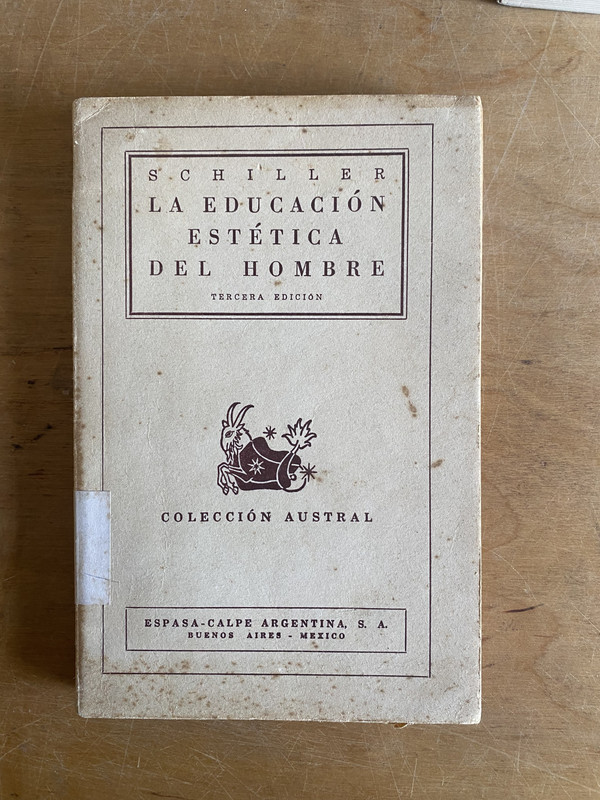 SCHILLER
LA EDUCACIÓN
ESTÉTICA
DEL HOMBRE
TERCERA EDICIÓN
COLECCIÓN AUSTRAL
ESPASA-CALPE ARGENTINA, S. A.
BUENOS AIRES - MEXICO